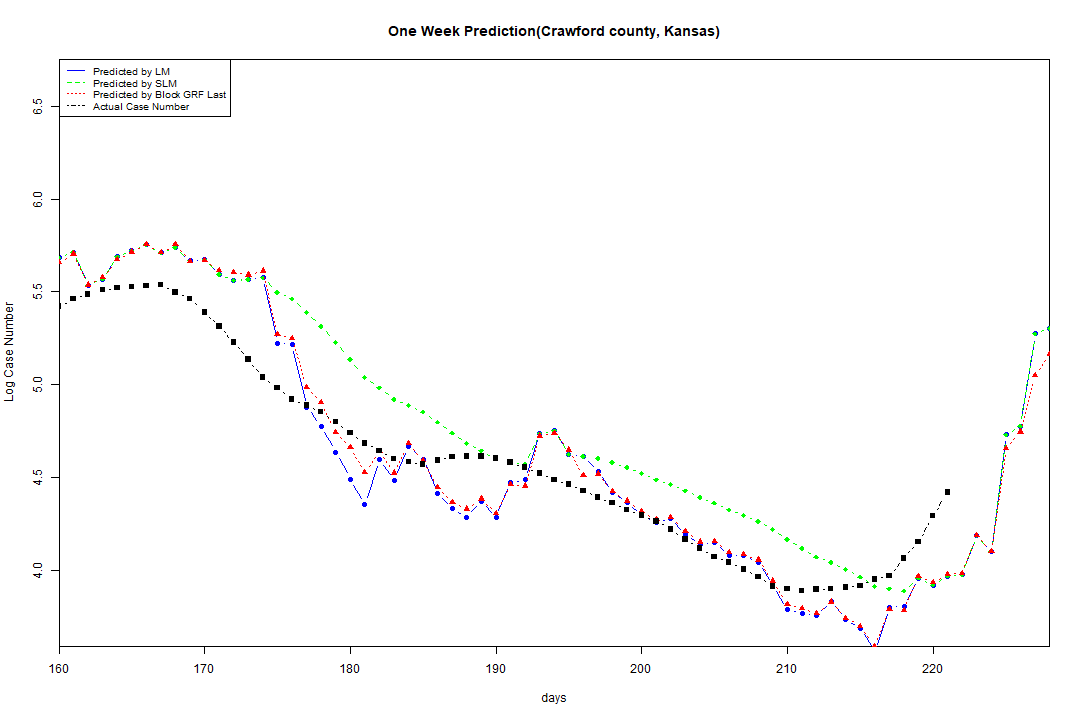 One Week Prediction(Crawford county, Kansas)
Predicted by LM
Predicted by SLM
Predicted by Block GRF Last
Actual Case Number
Log Case Number
6.5
6.0
5.5
5.0
4.5
4.0
160 170 180 190 200 210 220
days